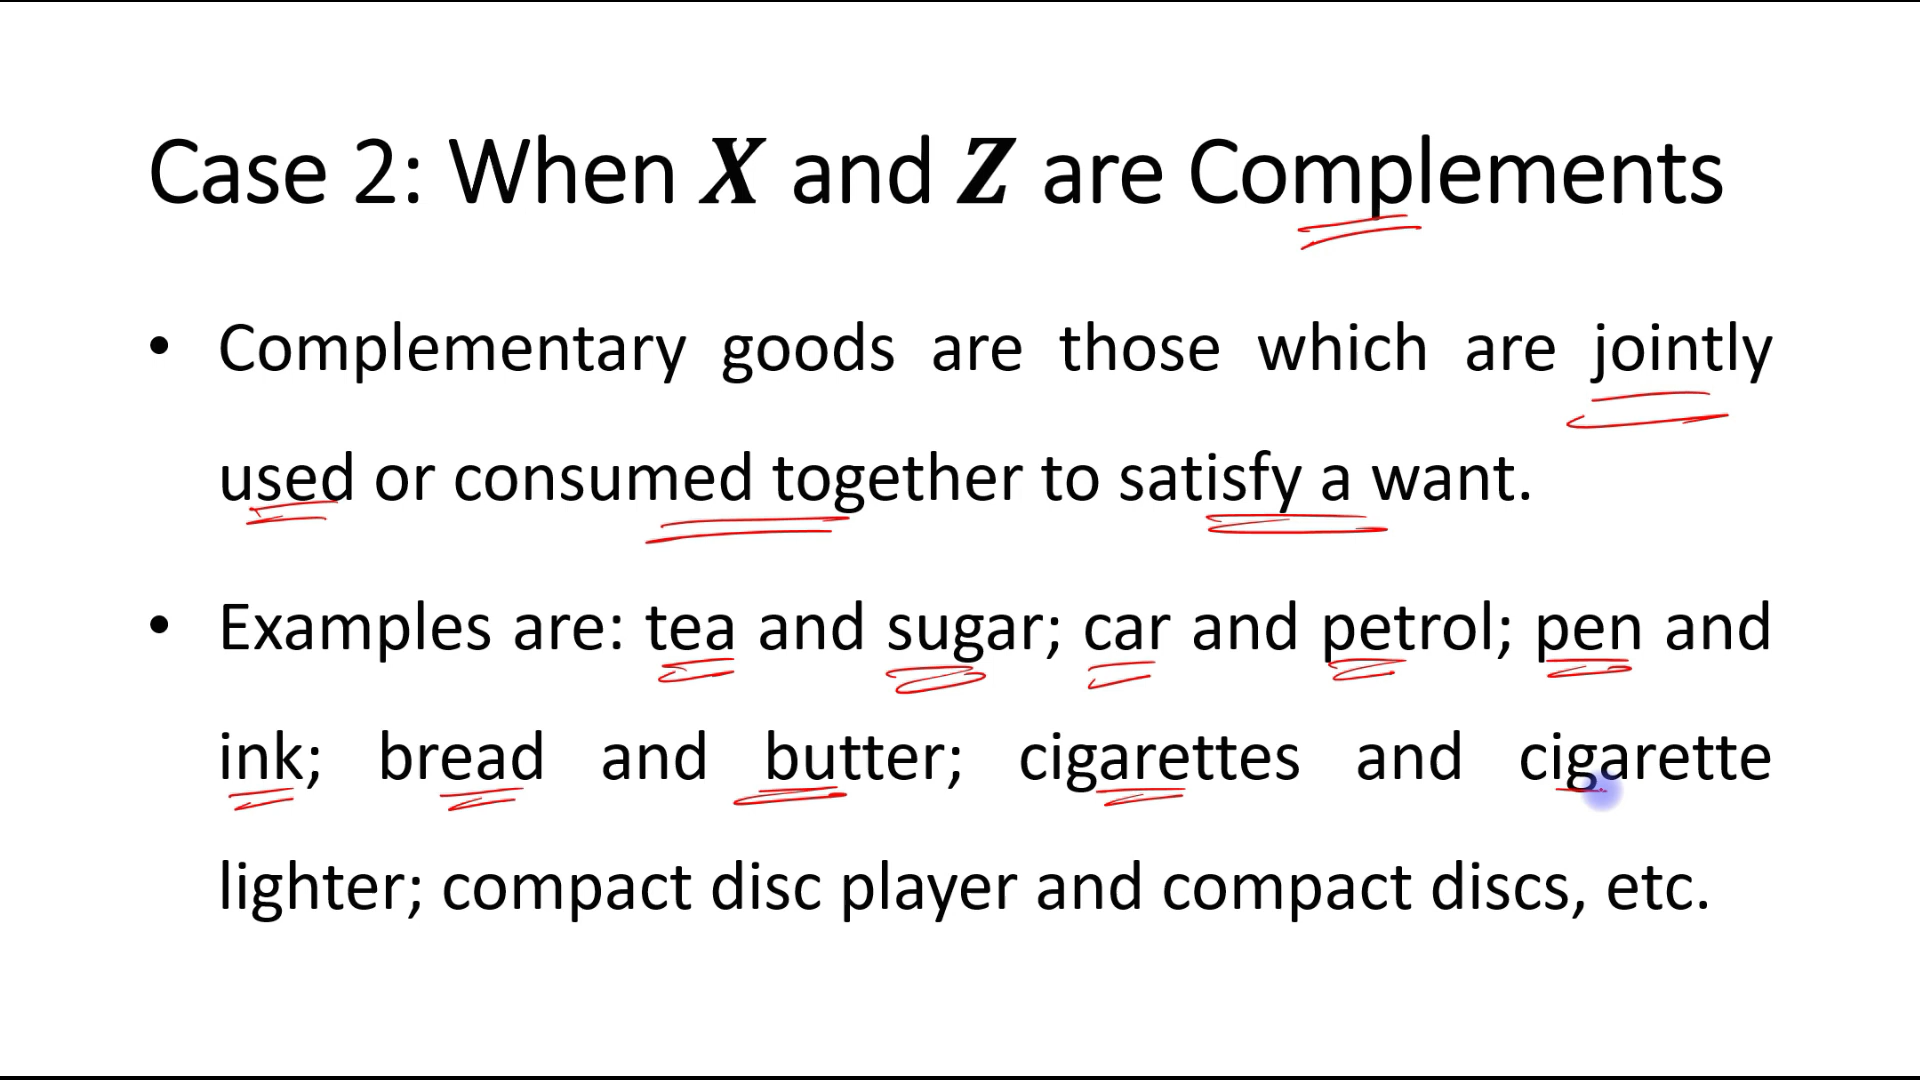 Case 2: When X and Z are Complements
• Complementary goods are those which are jointly
used or consumed together to satisfy a want.
• Examples are: tea and sugar; car and petrol; pen and
ink; bread and butter; cigarettes and cigarette
lighter; compact disc player and compact discs, etc.